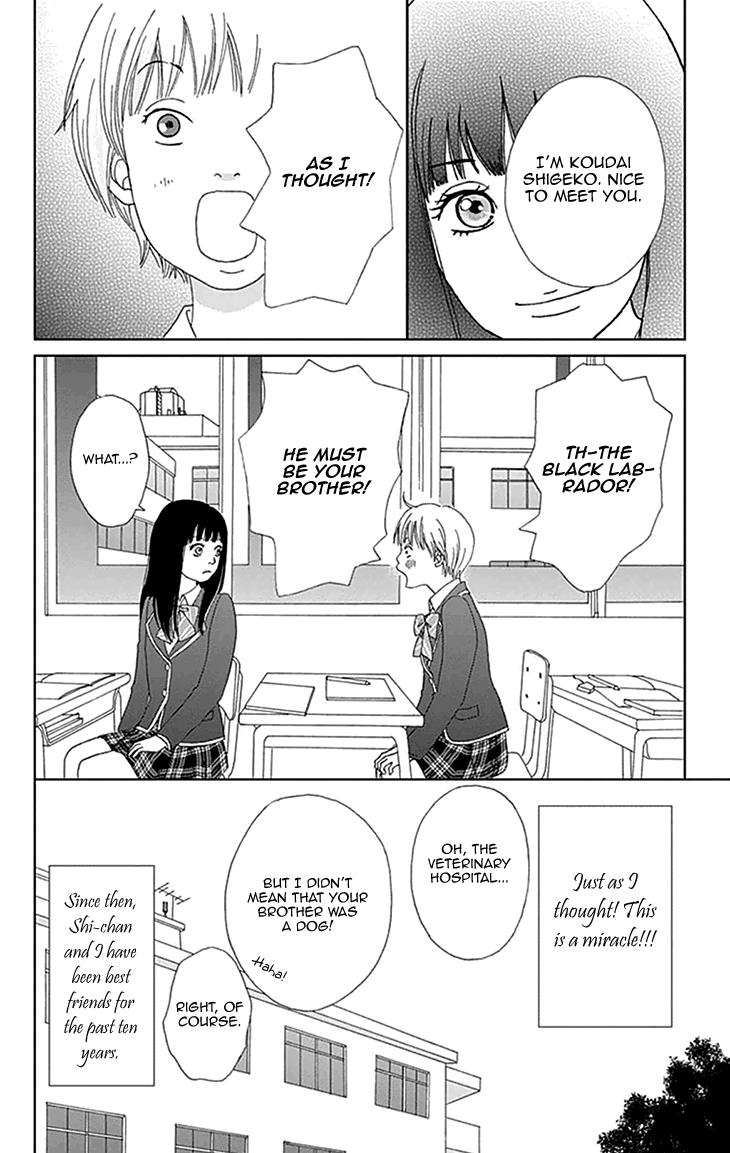 I'M KOUDAI
SHIGEKO. NICE
TO MEET YOU.
AS I
THOUGHT!
TH-THE
BLACK LAB-
RADOR!
HE MUST
BE YOUR
BROTHER!
WHAT...?
Just as I
thought! This
is a miracle!!!
OH, THE
VETERINARY
HOSPITAL...
BUT I DIDN'T
MEAN THAT YOUR
BROTHER WAS
A DOG!
Haha!
RIGHT, OF
COURSE.
Since then,
Shi-chan
and I have
been best
friends for
the past ten
years.